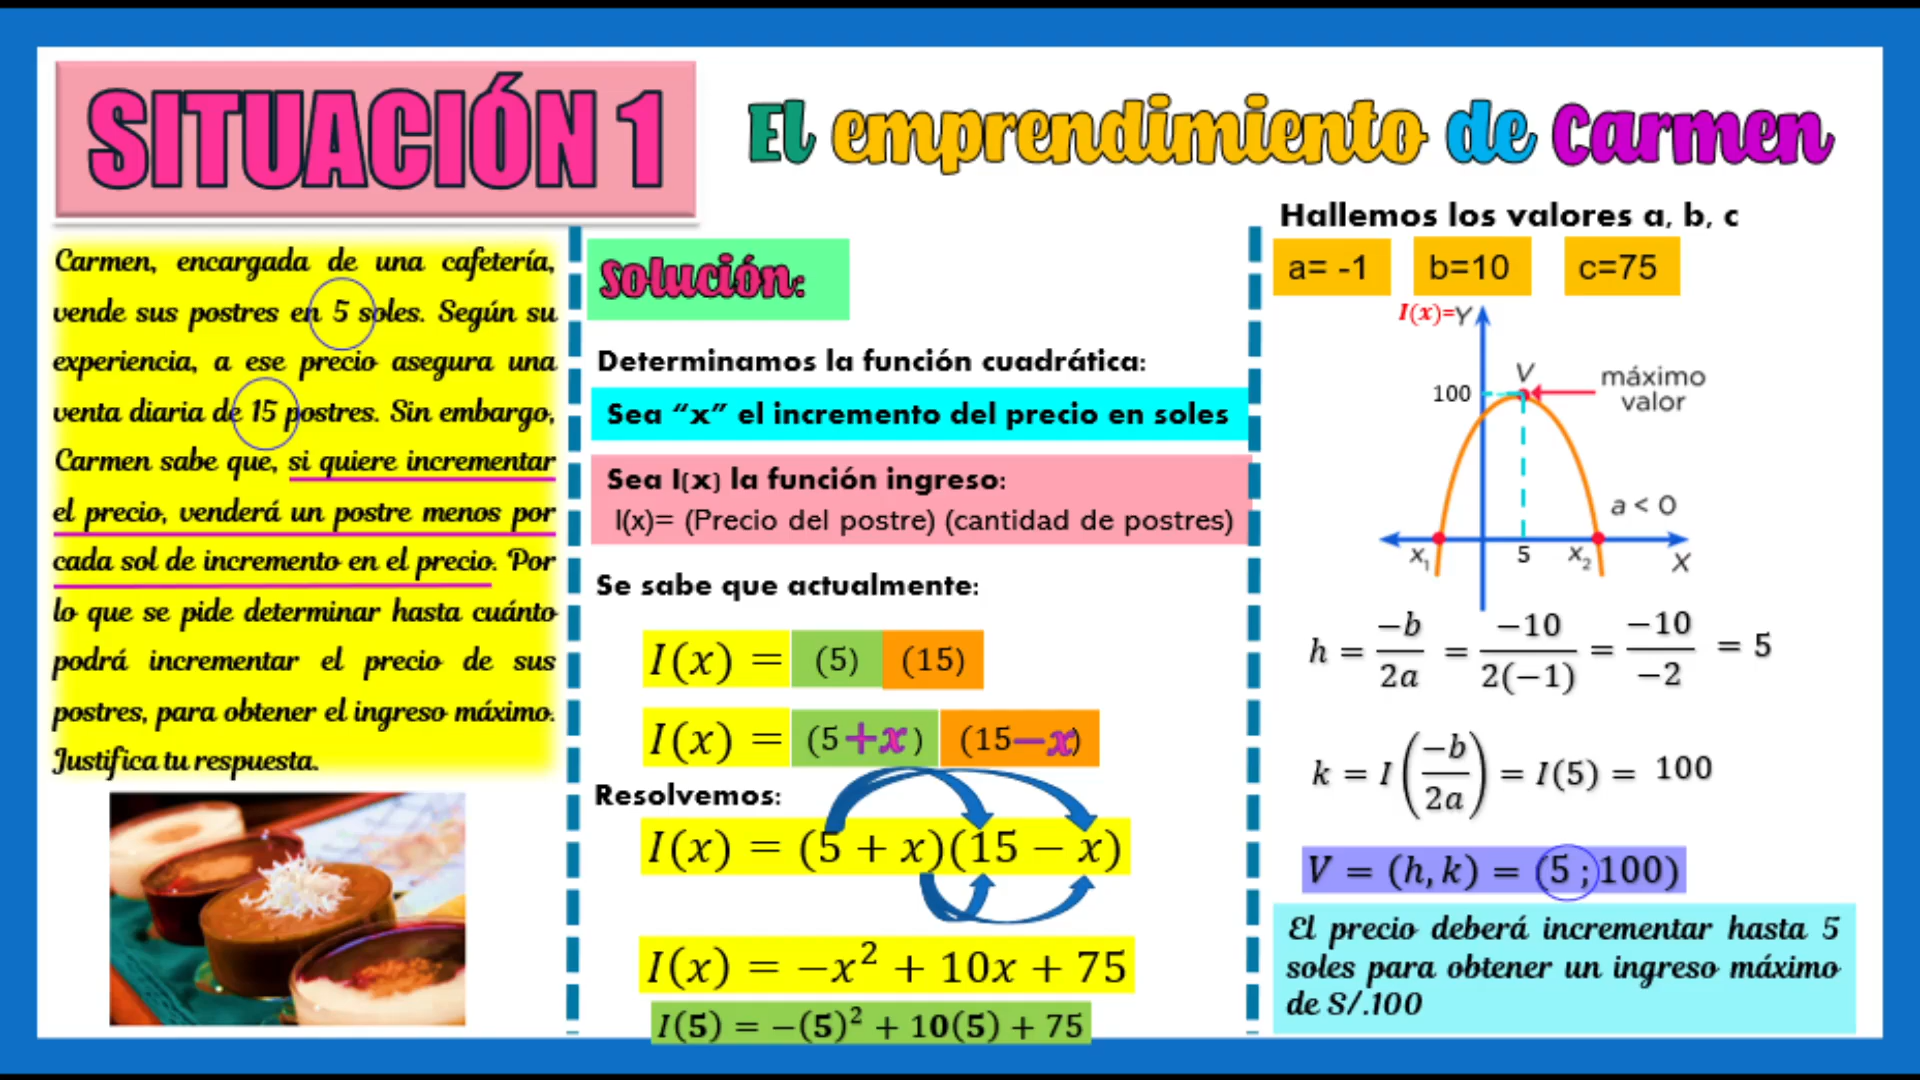 SITUACIÓN 1
El emprendimiento de Carmen
Carmen, encargada de una cafetería,
vende sus postres en 5 soles. Según su
experiencia, a ese precio asegura una
venta diaria de 15 postres. Sin embargo,
Carmen sabe que, si quiere incrementar
el precio, venderá un postre menos por
cada sol de incremento en el precio. Por
lo que se pide determinar hasta cuánto
podrá incrementar el precio de sus
postres, para obtener el ingreso máximo.
Justifica tu respuesta.
Solución:
Determinamos la función cuadrática:
Sea “x” el incremento del precio en soles
Sea I(x) la función ingreso:
I(x)= (Precio del postre) (cantidad de postres)
Se sabe que actualmente:
I(x) = (5) (15)
I(x) = (5+x) (15−x)
Resolvemos:
I(x) = (5 + x)(15 − x)
I(x) = −x² + 10x + 75
I(5) = −(5)² + 10(5) + 75
Hallemos los valores a, b, c
a= -1 b=10 c=75
I(x)=Y
V
máximo
valor
100
a < 0
x₁ 5 x₂ X
h = −b/2a = −10/2(−1) = −10/−2 = 5
k = I(−b/2a) = I(5) = 100
V = (h, k) = (5 ; 100)
El precio deberá incrementar hasta 5
soles para obtener un ingreso máximo
de S/.100